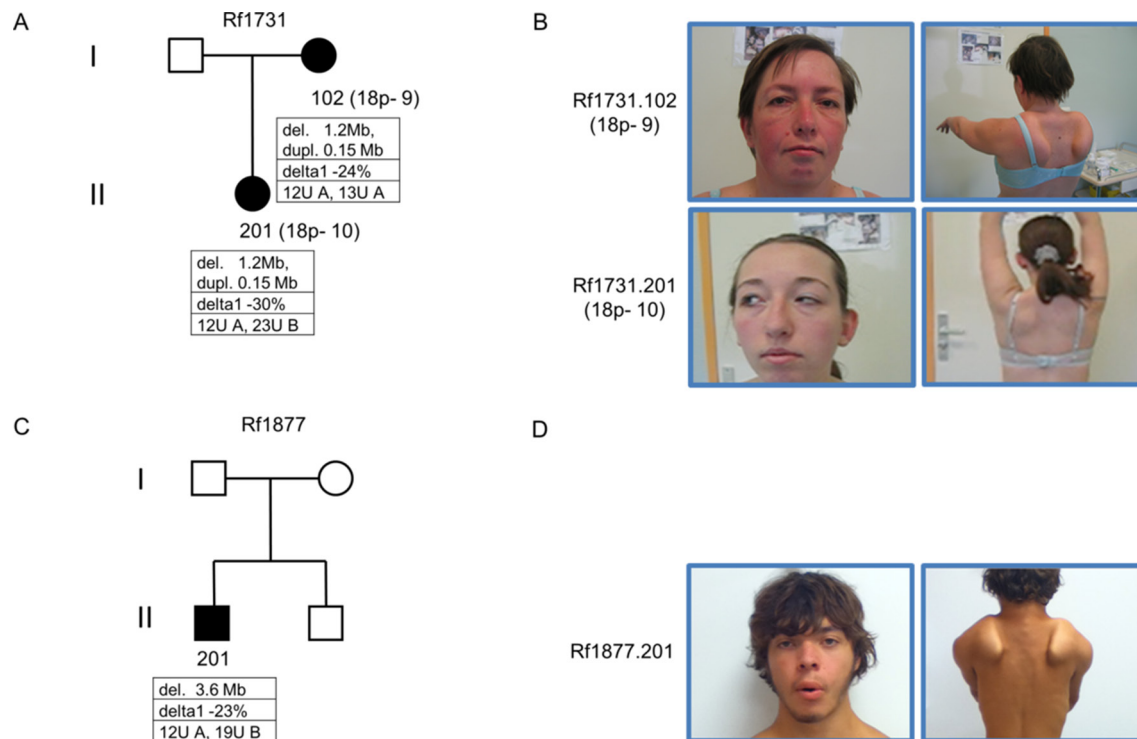 A
Rf1731
I
102 (18p- 9)
del. 1.2Mb,
dupl. 0.15 Mb
delta1 -24%
12U A, 13U A
II
201 (18p- 10)
del. 1.2Mb,
dupl. 0.15 Mb
delta1 -30%
12U A, 23U B
B
Rf1731.102
(18p- 9)
Rf1731.201
(18p- 10)
C
Rf1877
I
II
201
del. 3.6 Mb
delta1 -23%
12U A, 19U B
D
Rf1877.201